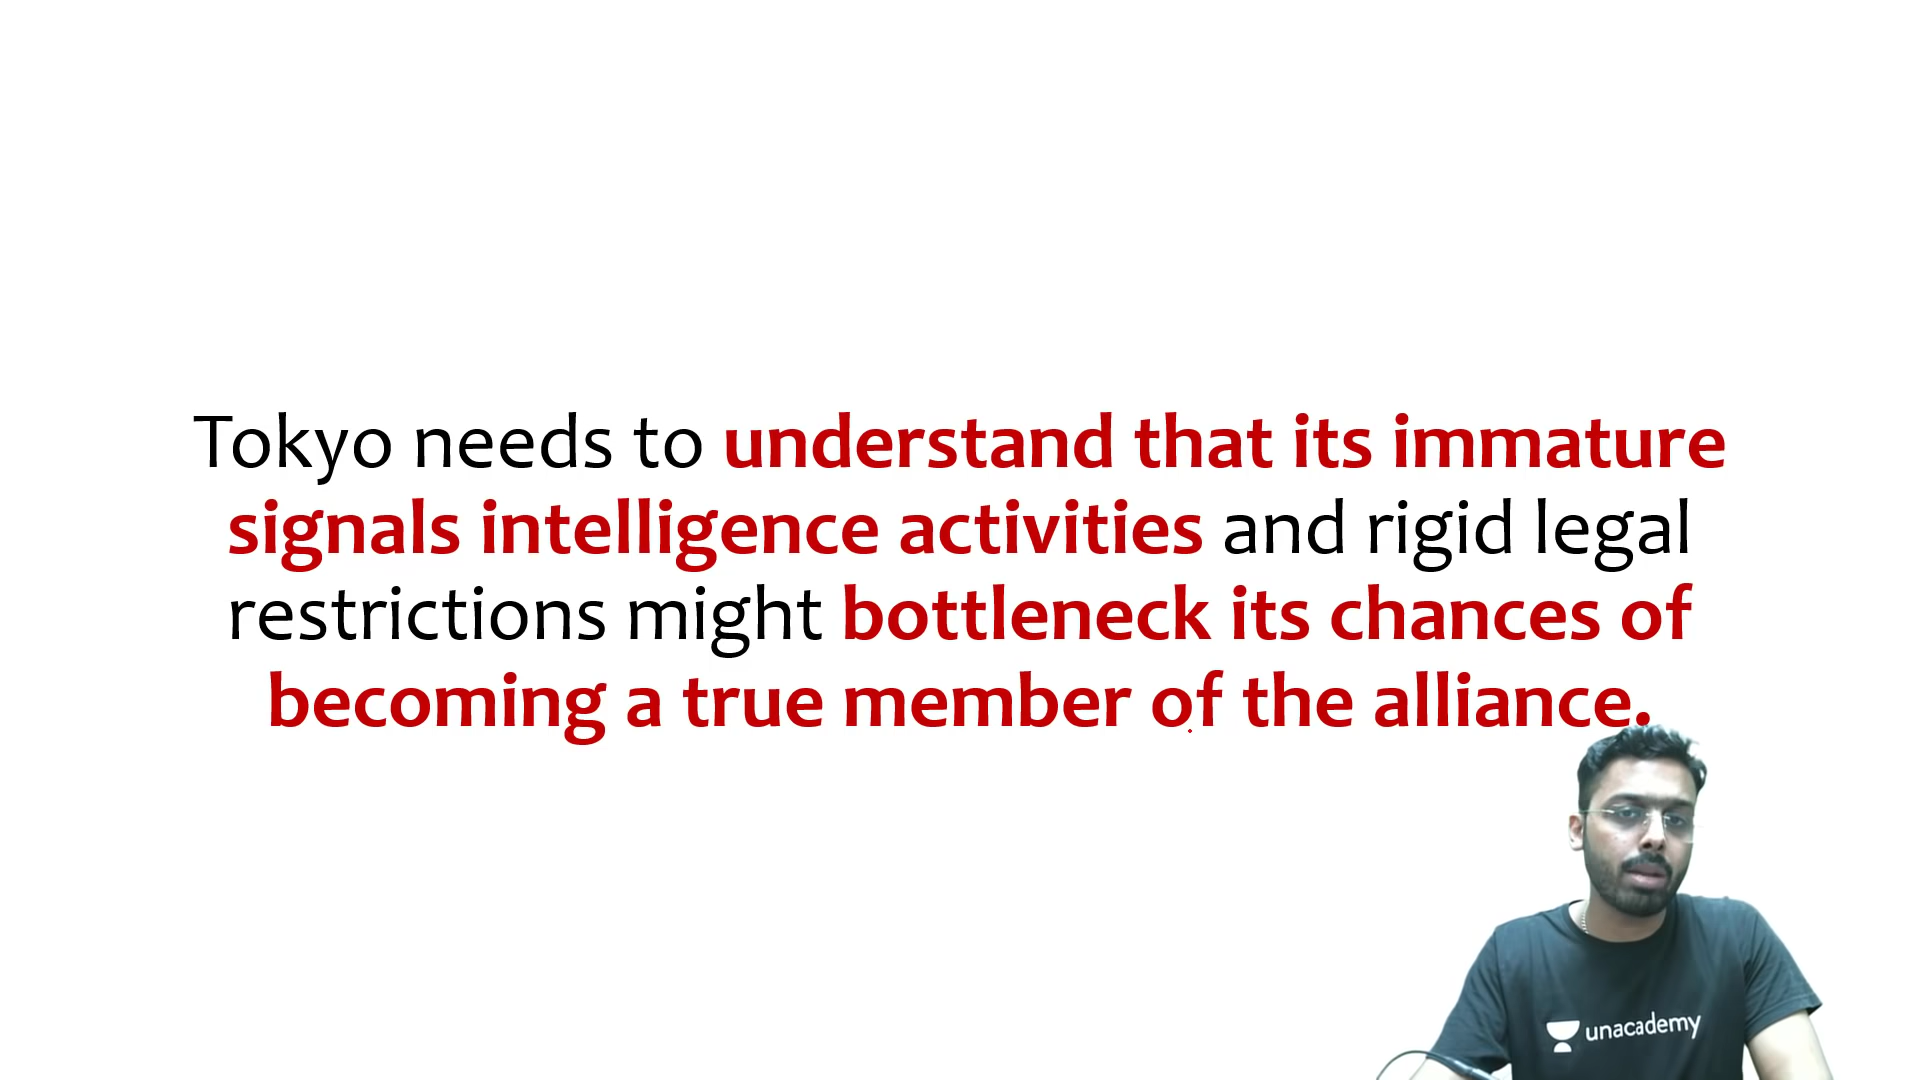 Tokyo needs to understand that its immature
signals intelligence activities and rigid legal
restrictions might bottleneck its chances of
becoming a true member of the alliance.
unacademy